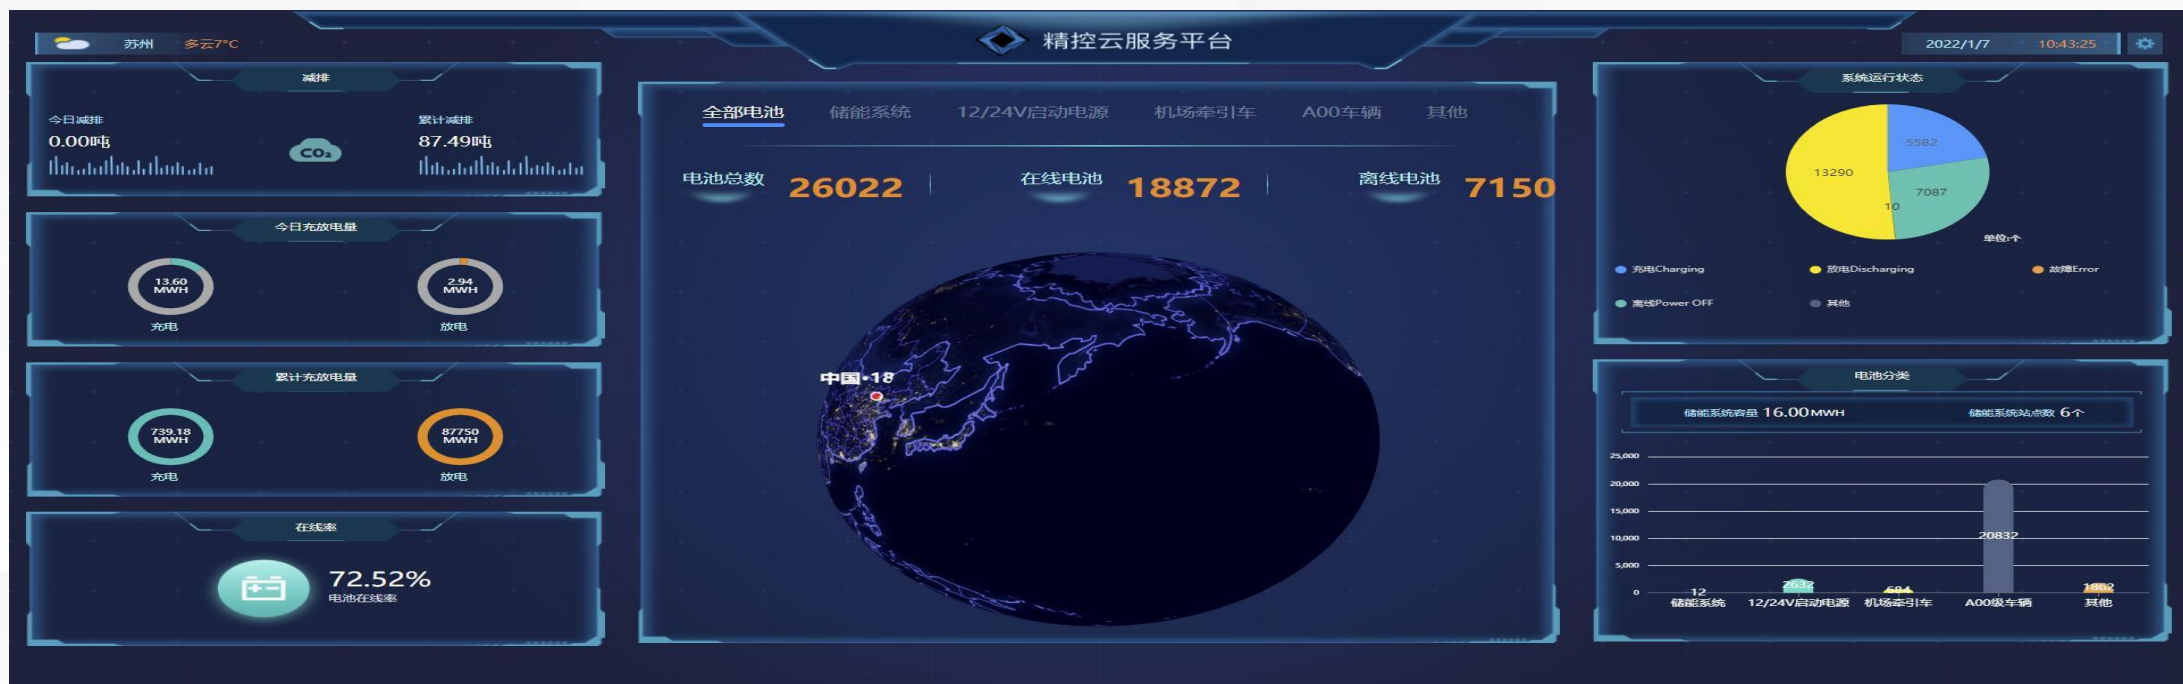 精控云服务平台
苏州 多云7°C
2022/1/7 10:43:25
减排
今日减排
0.00吨
CO₂
累计减排
87.49吨
今日充放电量
13.60
MWH
充电
2.94
MWH
放电
累计充放电量
739.18
MWH
充电
87750
MWH
放电
在线率
72.52%
电池在线率
全部电池 储能系统 12/24V启动电源 机场牵引车 A00车辆 其他
电池总数 26022 在线电池 18872 离线电池 7150
中国·18
系统运行状态
5582
13290
7087
10
单位:个
充电Charging 放电Discharging 故障Error
离线Power OFF 其他
电池分类
储能系统容量 16.00MWH 储能系统站点数 6个
25,000
20,000
15,000
10,000
5,000
0
12 2632 684 20832 1862
储能系统 12/24V启动电源 机场牵引车 A00级车辆 其他